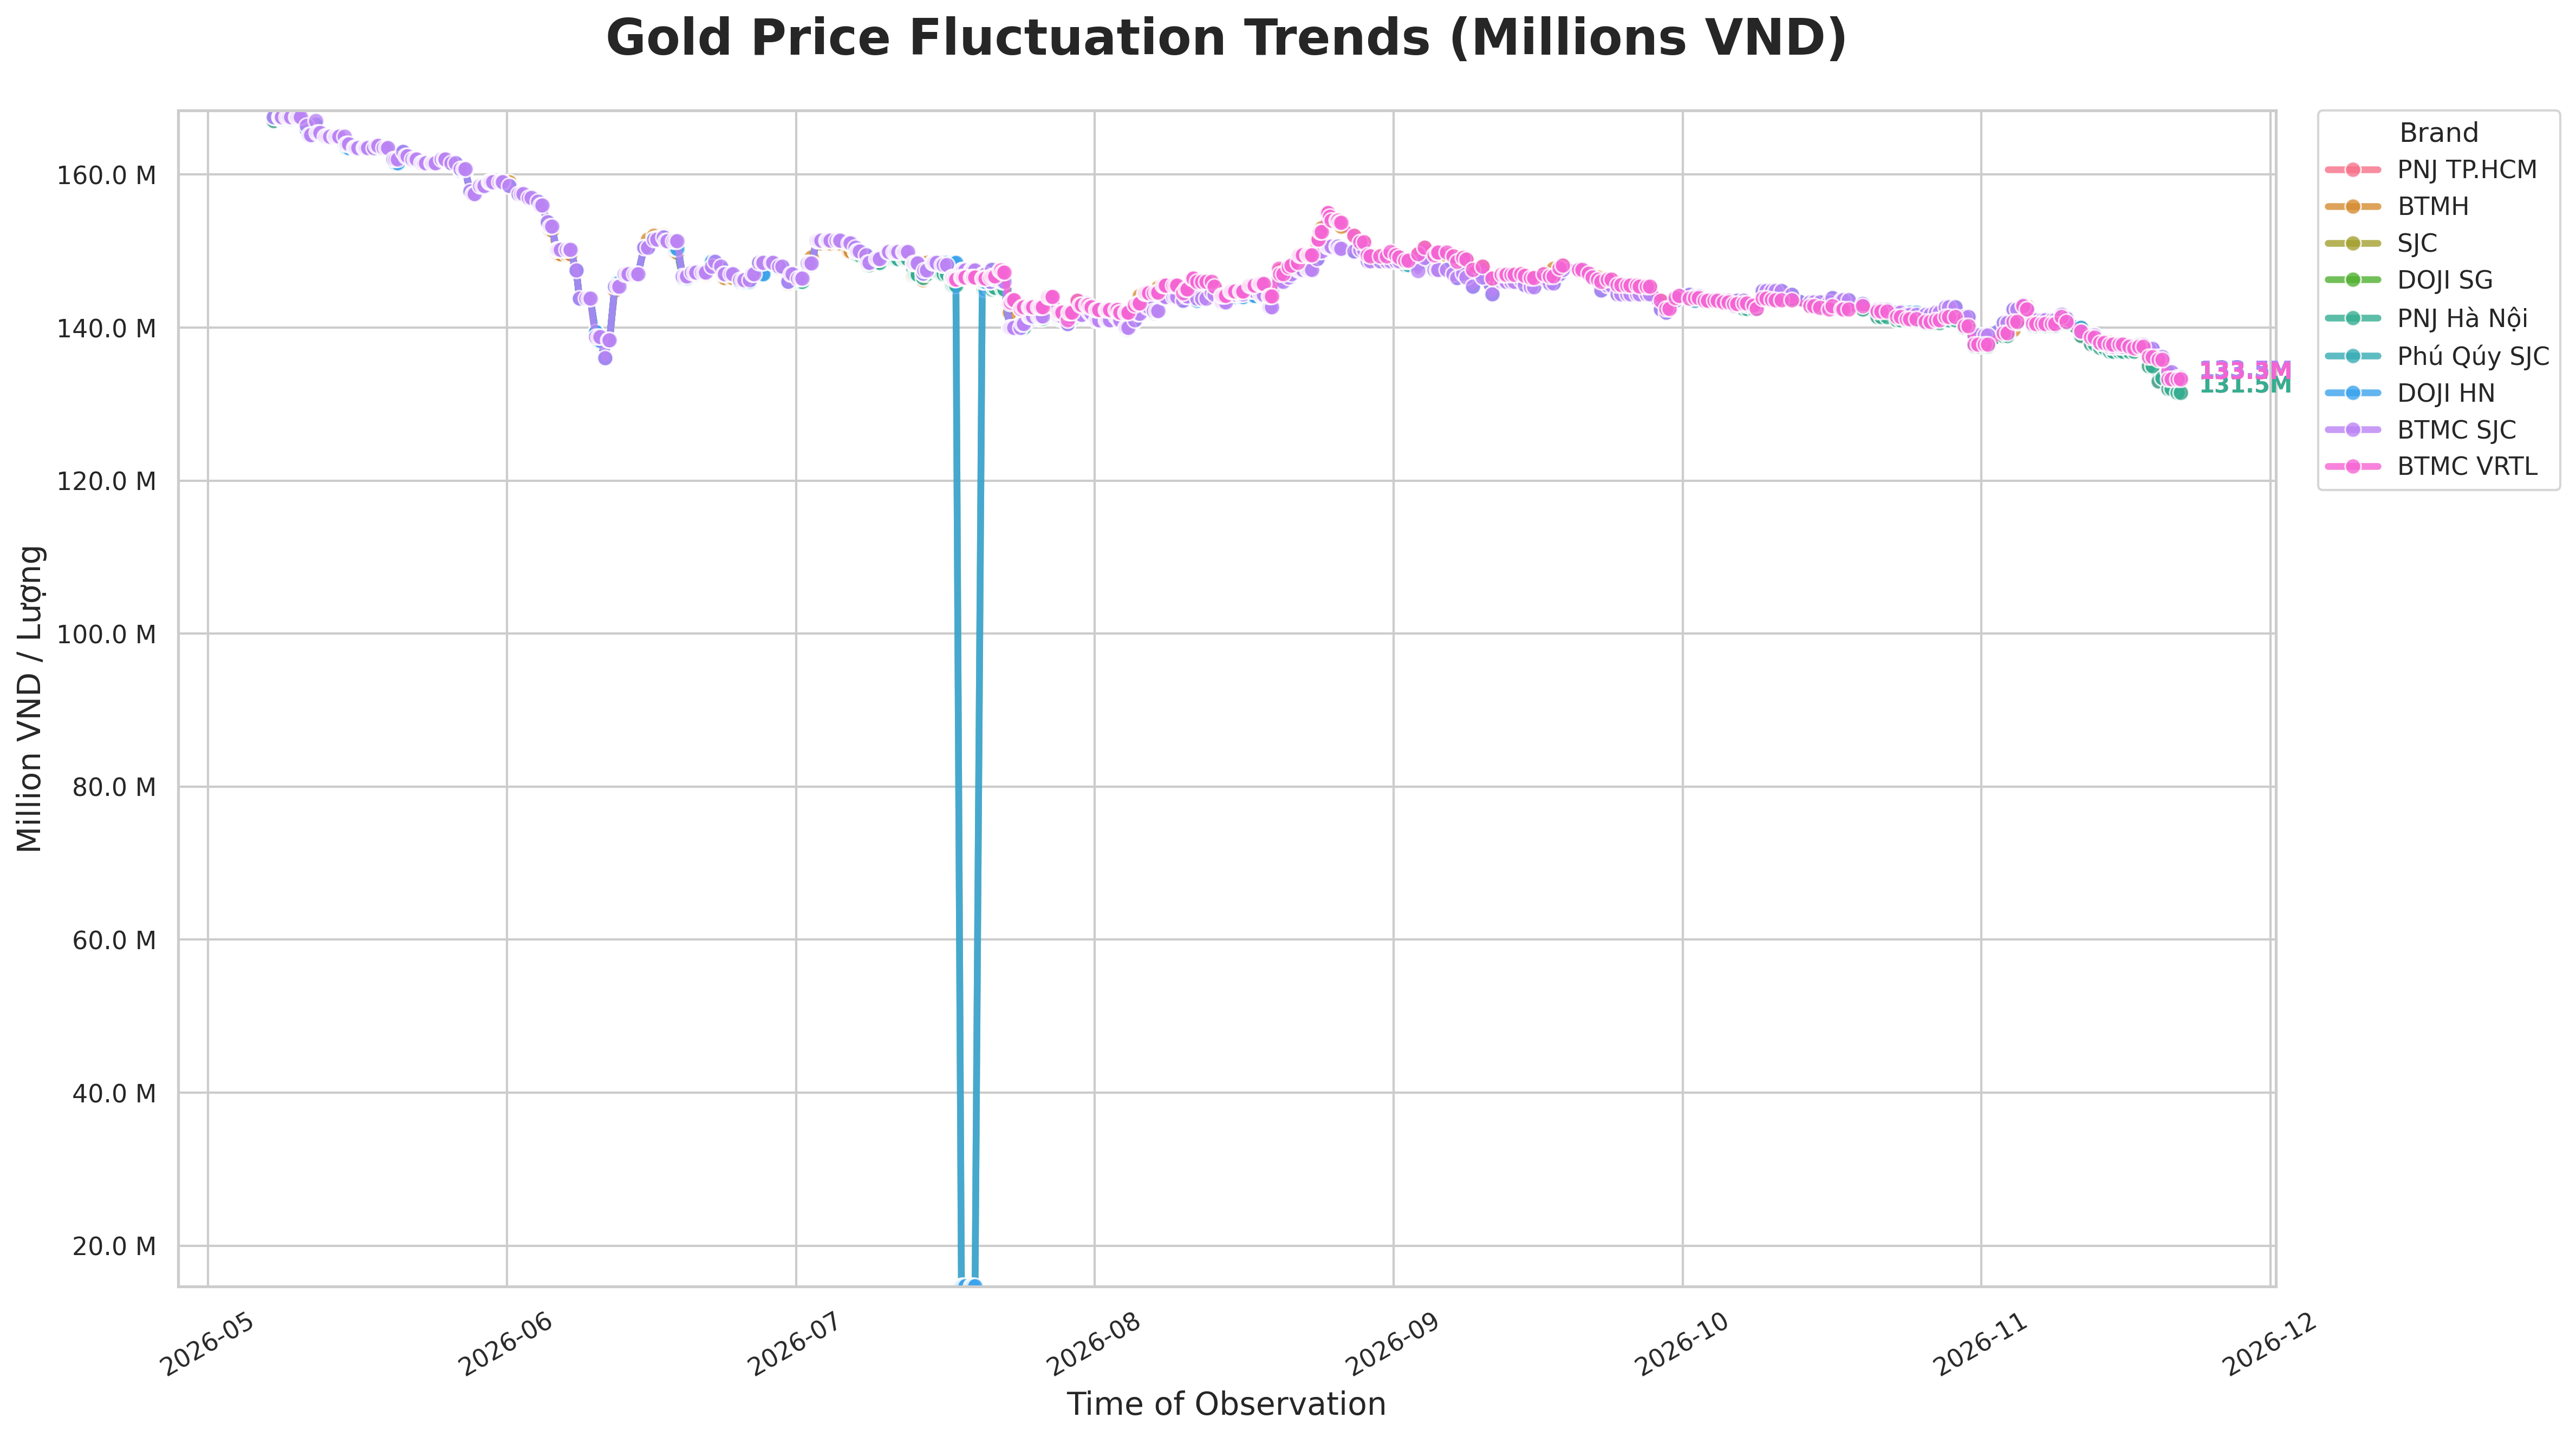 Gold Price Fluctuation Trends (Millions VND)
Million VND / Lượng
160.0 M
140.0 M
120.0 M
100.0 M
80.0 M
60.0 M
40.0 M
20.0 M
2026-05
2026-06
2026-07
2026-08
2026-09
2026-10
2026-11
2026-12
Time of Observation
131.5M
Brand
PNJ TP.HCM
BTMH
SJC
DOJI SG
PNJ Hà Nội
Phú Qúy SJC
DOJI HN
BTMC SJC
BTMC VRTL